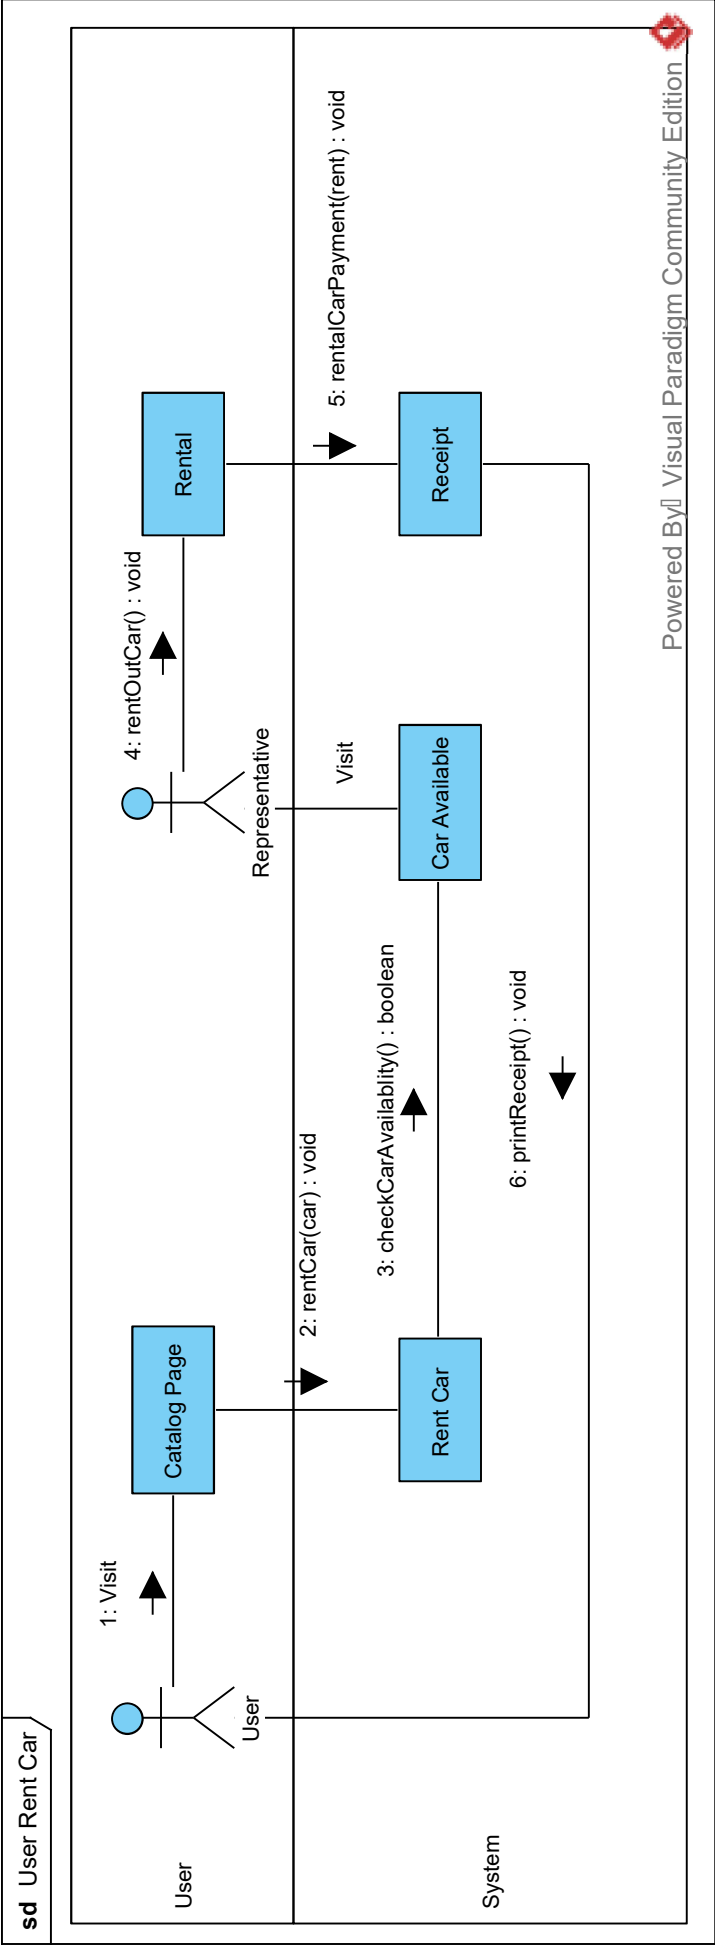 sd User Rent Car
User
System
User
1: Visit
Catalog Page
2: rentCar(car) : void
Rent Car
3: checkCarAvailablity() : boolean
Car Available
Visit
Representative
4: rentOutCar() : void
Rental
5: rentalCarPayment(rent) : void
Receipt
6: printReceipt() : void
Powered By Visual Paradigm Community Edition